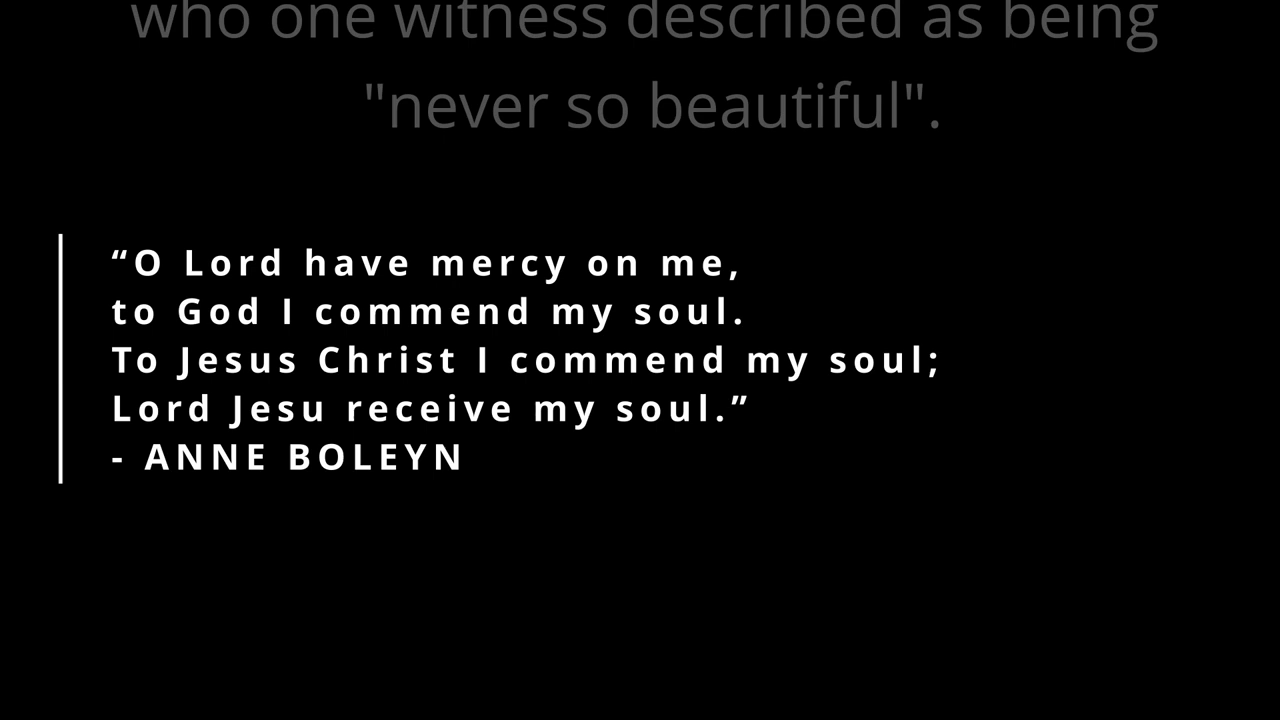 who one witness described as being
"never so beautiful".
“O Lord have mercy on me,
to God I commend my soul.
To Jesus Christ I commend my soul;
Lord Jesu receive my soul.”
- ANNE BOLEYN